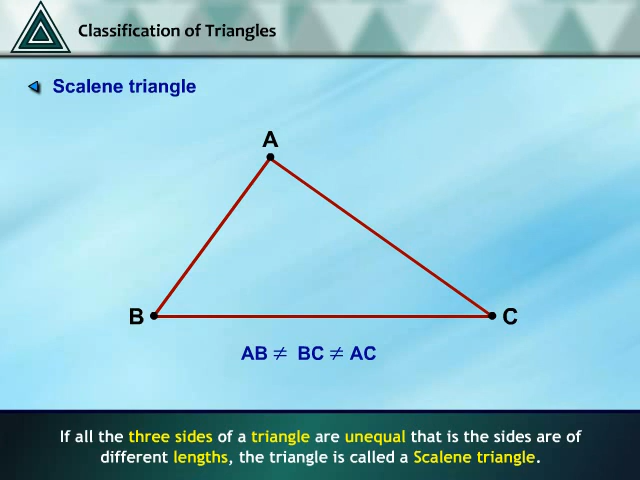 Classification of Triangles
Scalene triangle
A
B
C
AB ≠ BC ≠ AC
If all the three sides of a triangle are unequal that is the sides are of
different lengths, the triangle is called a Scalene triangle.